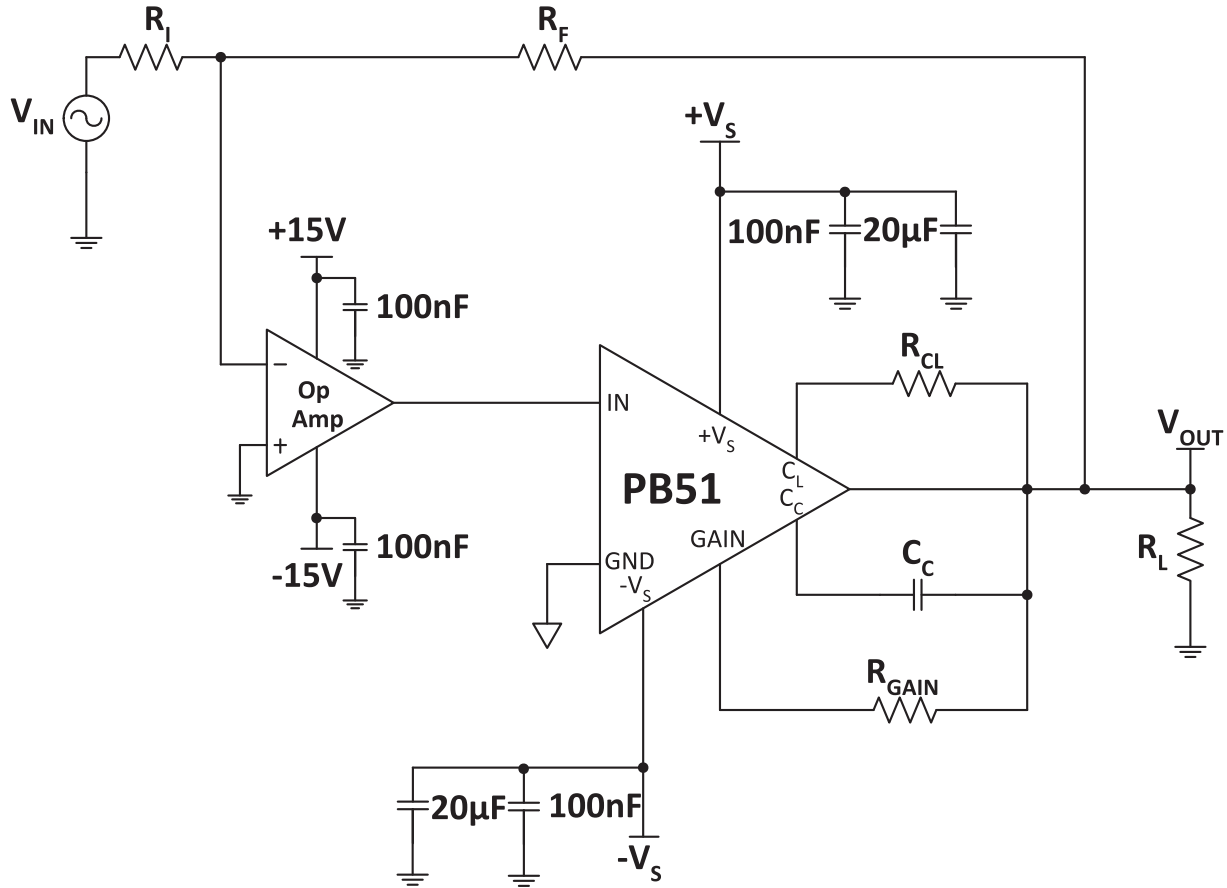 R_I
R_F
V_IN
+V_S
+15V
100nF
20µF
100nF
Op
Amp
−
+
-15V
100nF
IN
+V_S
PB51
C_L
C_C
GAIN
GND
-V_S
R_CL
V_OUT
C_C
R_L
R_GAIN
20µF
100nF
-V_S